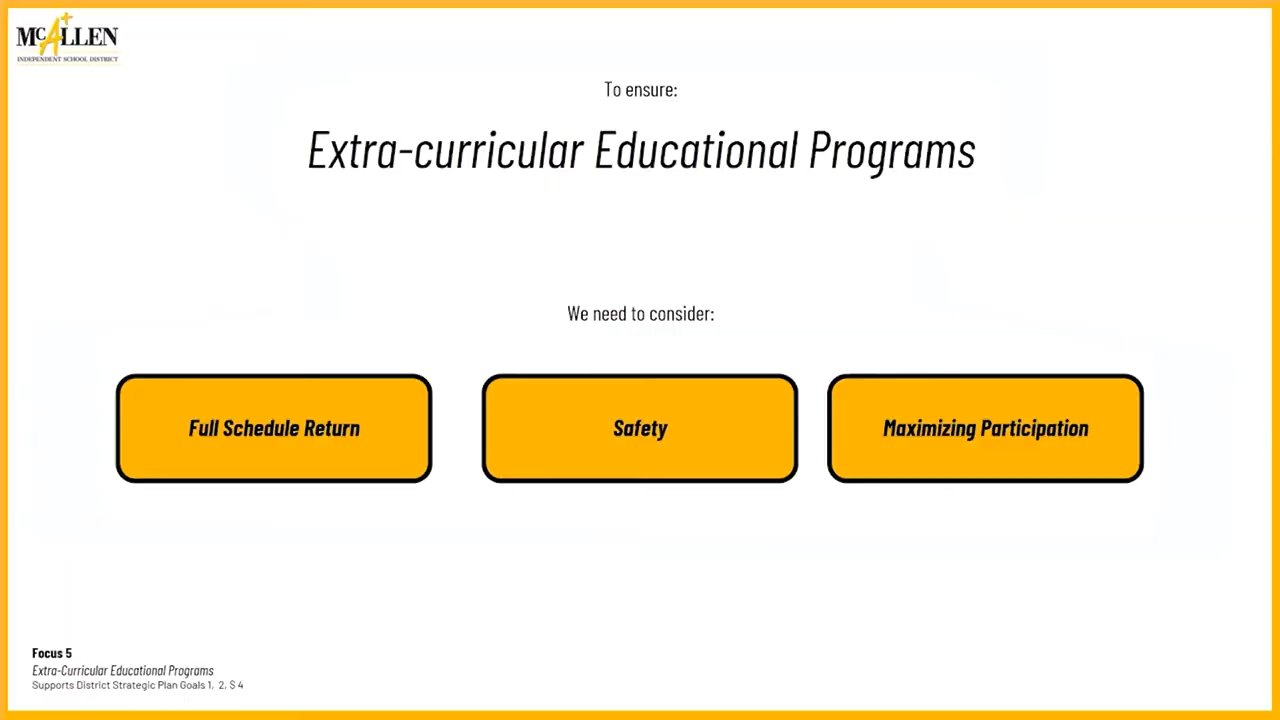 McALLEN
INDEPENDENT SCHOOL DISTRICT
To ensure:
Extra-curricular Educational Programs
We need to consider:
Full Schedule Return
Safety
Maximizing Participation
Focus 5
Extra-Curricular Educational Programs
Supports District Strategic Plan Goals 1, 2, $ 4